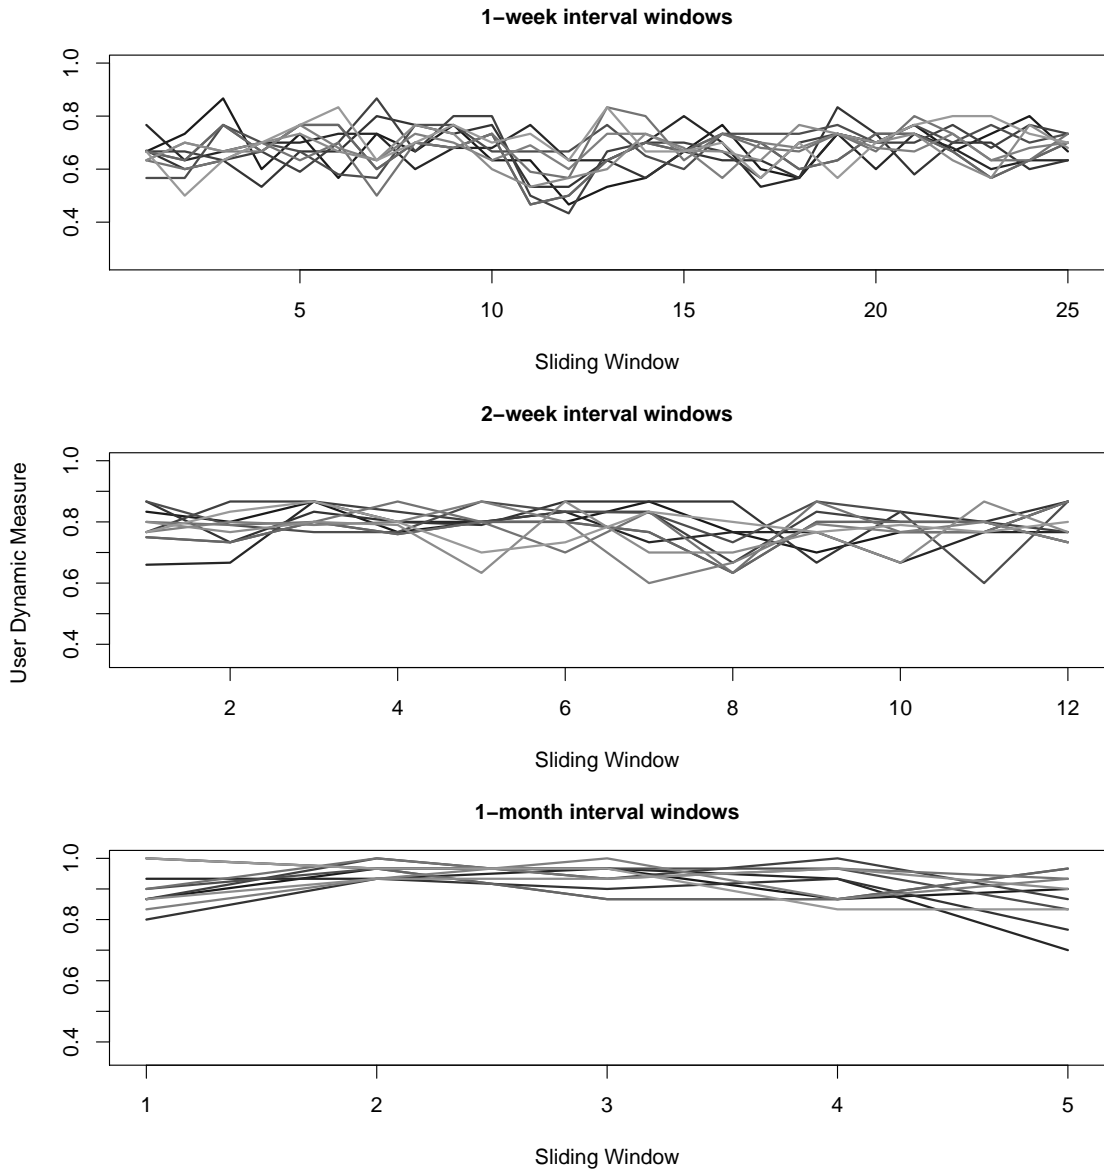 1−week interval windows
1.0
0.8
0.6
0.4
5 10 15 20 25
Sliding Window
2−week interval windows
User Dynamic Measure
1.0
0.8
0.6
0.4
2 4 6 8 10 12
Sliding Window
1−month interval windows
1.0
0.8
0.6
0.4
1 2 3 4 5
Sliding Window